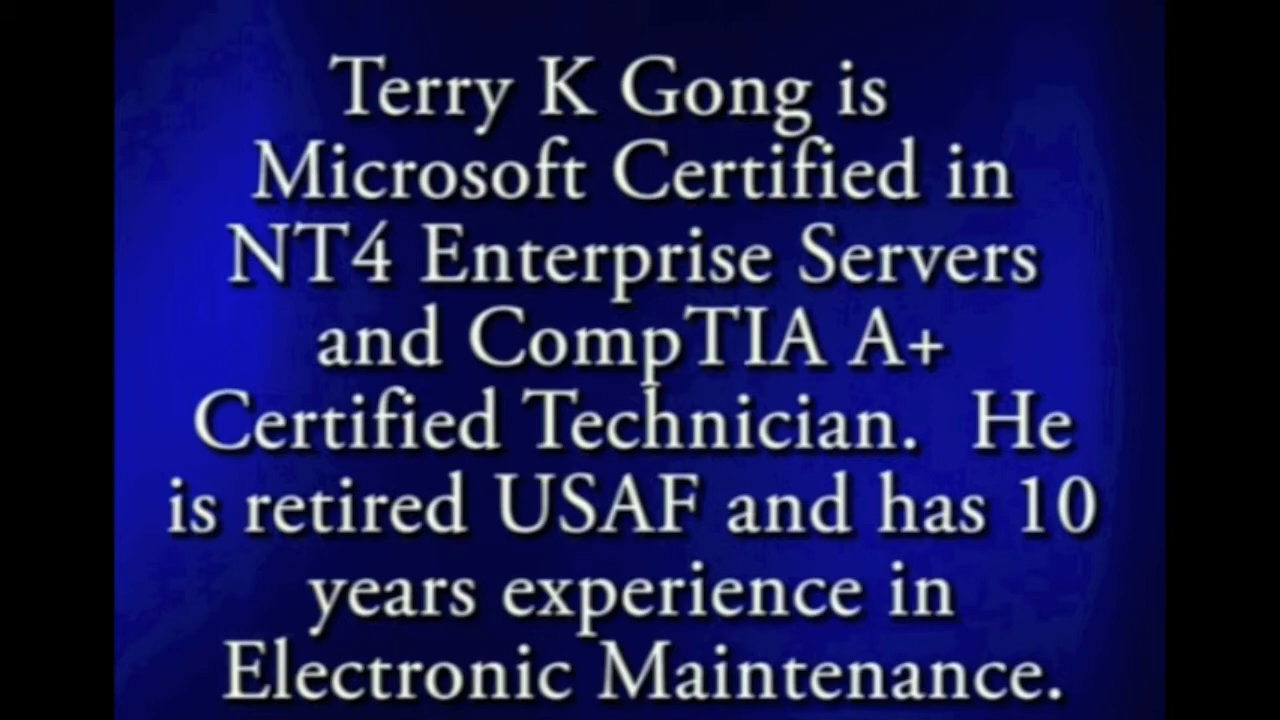 Terry K Gong is
Microsoft Certified in
NT4 Enterprise Servers
and CompTIA A+
Certified Technician.  He
is retired USAF and has 10
years experience in
Electronic Maintenance.